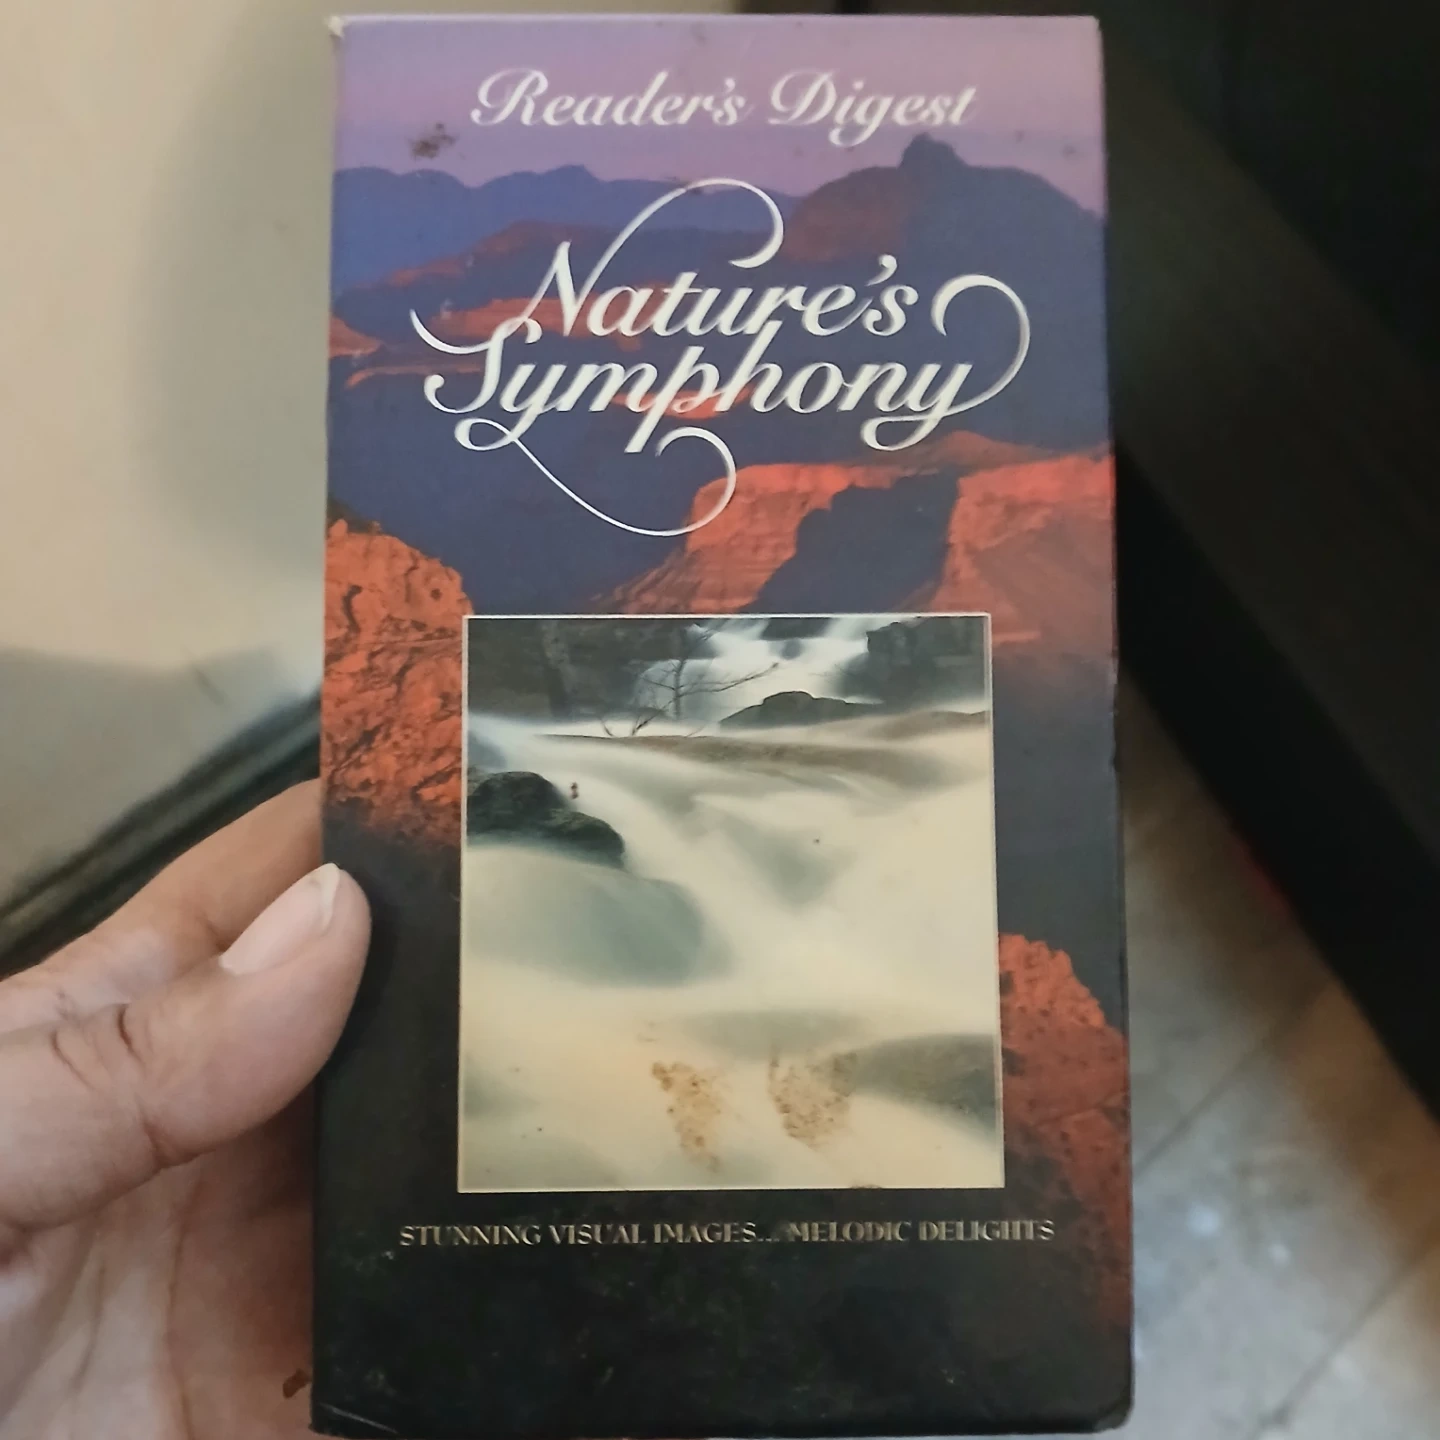 Reader's Digest
Nature's
Symphony
STUNNING VISUAL IMAGES... MELODIC DELIGHTS